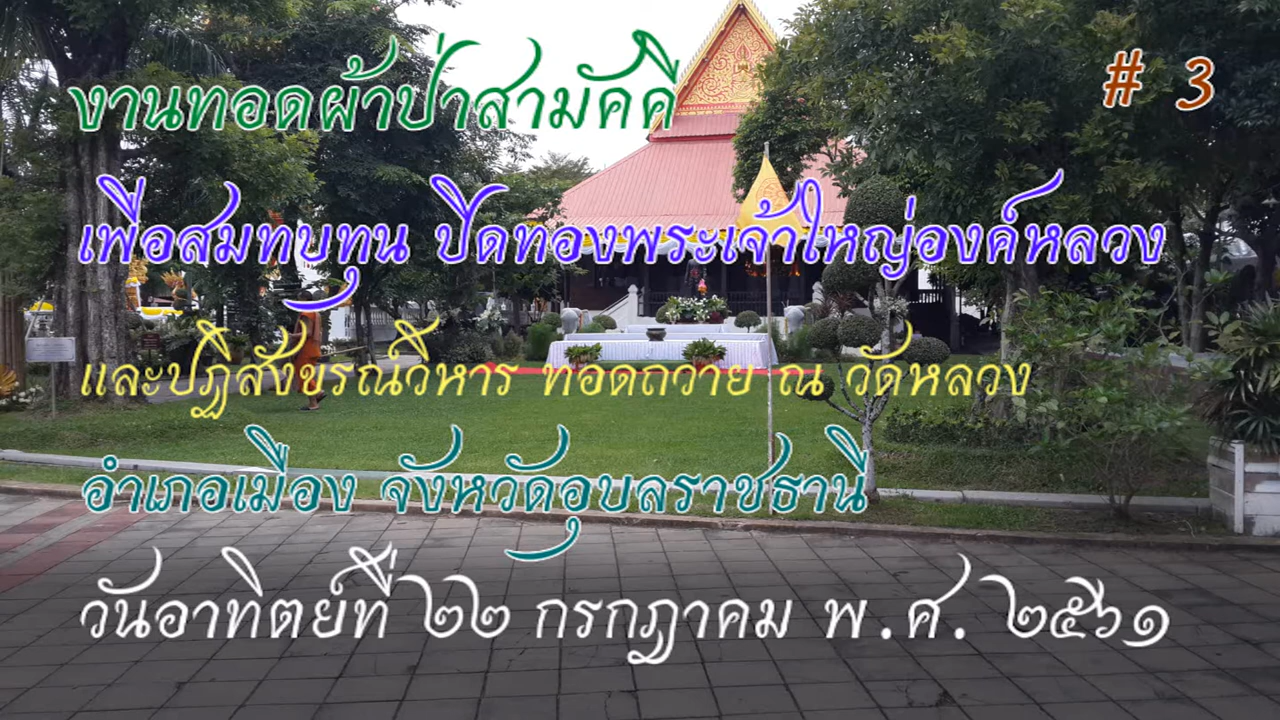 งานทอดผ้าป่าสามัคคี
# 3
เพื่อสมทบทุน ปิดทองพระเจ้าใหญ่องค์หลวง
และปฏิสังขรณ์วิหาร ทอดถวาย ณ วัดหลวง
อำเภอเมือง จังหวัดอุบลราชธานี
วันอาทิตย์ที่ ๒๒ กรกฎาคม พ.ศ. ๒๕๖๑